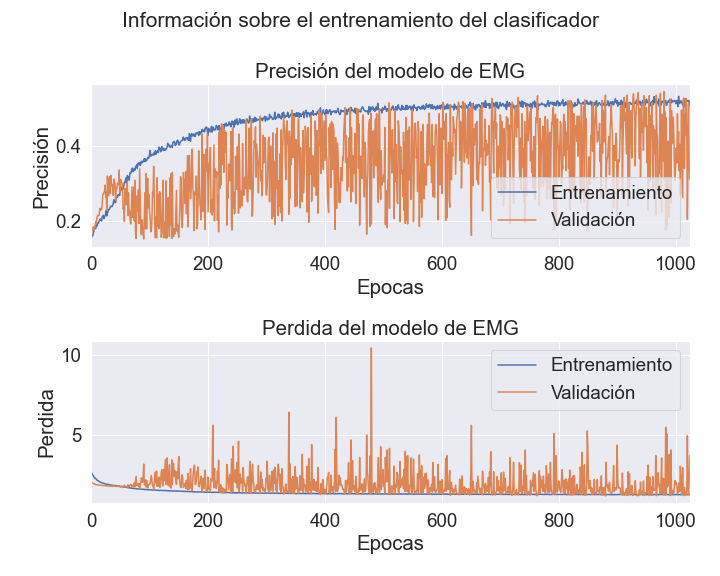 Información sobre el entrenamiento del clasificador
Precisión del modelo de EMG
Precisión
0.4
0.2
Entrenamiento
Validación
0 200 400 600 800 1000
Epocas
Perdida del modelo de EMG
Perdida
10
5
Entrenamiento
Validación
0 200 400 600 800 1000
Epocas